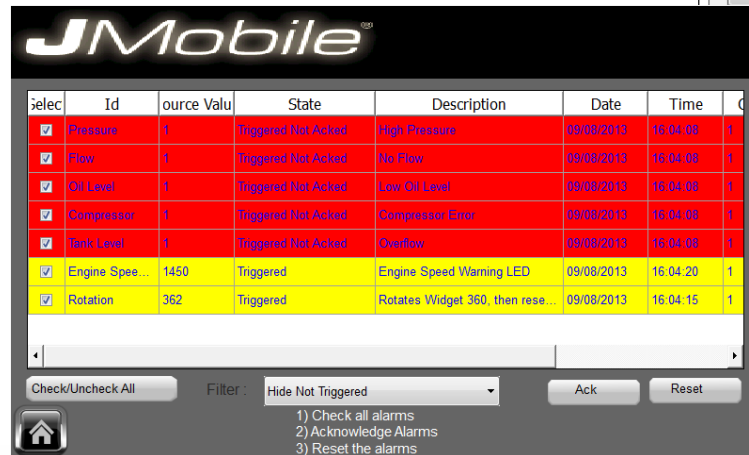 JMobile
Selec Id ource Valu State Description Date Time
Pressure 1 Triggered Not Acked High Pressure 09/08/2013 16:04:08 1
Flow 1 Triggered Not Acked No Flow 09/08/2013 16:04:08 1
Oil Level 1 Triggered Not Acked Low Oil Level 09/08/2013 16:04:08 1
Compressor 1 Triggered Not Acked Compressor Error 09/08/2013 16:04:08 1
Tank Level 1 Triggered Not Acked Overflow 09/08/2013 16:04:08 1
Engine Spee... 1450 Triggered Engine Speed Warning LED 09/08/2013 16:04:20 1
Rotation 362 Triggered Rotates Widget 360, then rese... 09/08/2013 16:04:15 1
Check/Uncheck All Filter : Hide Not Triggered Ack Reset
1) Check all alarms
2) Acknowledge Alarms
3) Reset the alarms